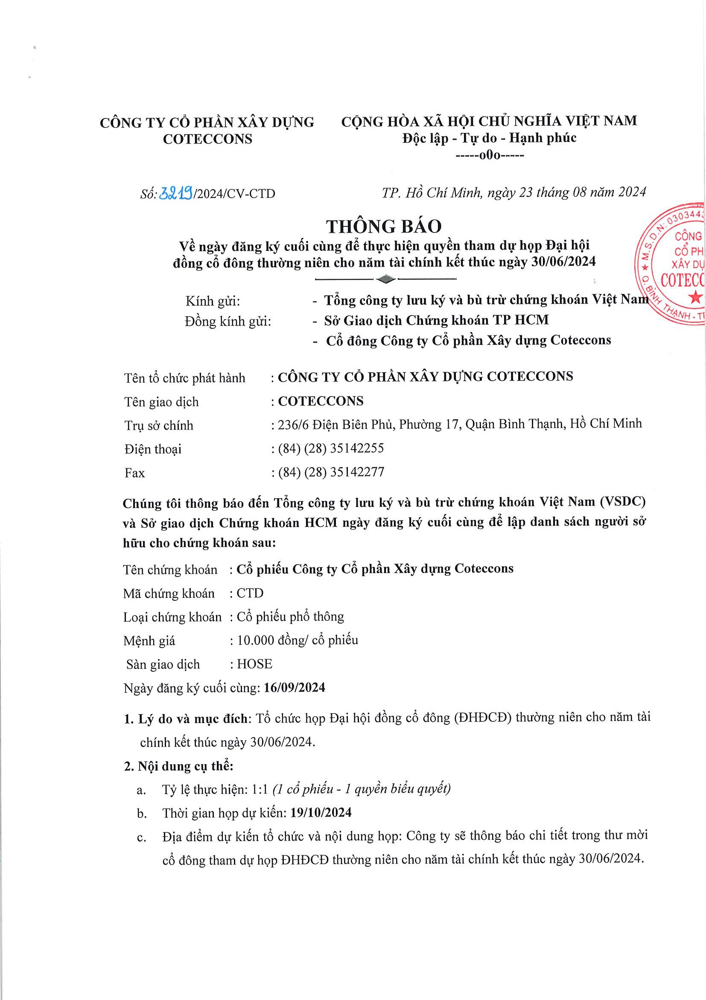 CÔNG TY CỔ PHẦN XÂY DỰNG
COTECCONS
CỘNG HÒA XÃ HỘI CHỦ NGHĨA VIỆT NAM
Độc lập - Tự do - Hạnh phúc
-----o0o-----
Số: 3219/2024/CV-CTD
TP. Hồ Chí Minh, ngày 23 tháng 08 năm 2024
THÔNG BÁO
Về ngày đăng ký cuối cùng để thực hiện quyền tham dự họp Đại hội
đồng cổ đông thường niên cho năm tài chính kết thúc ngày 30/06/2024
M.S.D.N: 030344
CÔNG
CỔ PH
XÂY DỰ
COTECC
Q. BÌNH THẠNH - T
Kính gửi: - Tổng công ty lưu ký và bù trừ chứng khoán Việt Nam
Đồng kính gửi: - Sở Giao dịch Chứng khoán TP HCM
- Cổ đông Công ty Cổ phần Xây dựng Coteccons
Tên tổ chức phát hành : CÔNG TY CỔ PHẦN XÂY DỰNG COTECCONS
Tên giao dịch : COTECCONS
Trụ sở chính : 236/6 Điện Biên Phủ, Phường 17, Quận Bình Thạnh, Hồ Chí Minh
Điện thoại : (84) (28) 35142255
Fax : (84) (28) 35142277
Chúng tôi thông báo đến Tổng công ty lưu ký và bù trừ chứng khoán Việt Nam (VSDC)
và Sở giao dịch Chứng khoán HCM ngày đăng ký cuối cùng để lập danh sách người sở
hữu cho chứng khoán sau:
Tên chứng khoán : Cổ phiếu Công ty Cổ phần Xây dựng Coteccons
Mã chứng khoán : CTD
Loại chứng khoán : Cổ phiếu phổ thông
Mệnh giá : 10.000 đồng/ cổ phiếu
Sàn giao dịch : HOSE
Ngày đăng ký cuối cùng: 16/09/2024
1. Lý do và mục đích: Tổ chức họp Đại hội đồng cổ đông (ĐHĐCĐ) thường niên cho năm tài
chính kết thúc ngày 30/06/2024.
2. Nội dung cụ thể:
a. Tỷ lệ thực hiện: 1:1 (1 cổ phiếu - 1 quyền biểu quyết)
b. Thời gian họp dự kiến: 19/10/2024
c. Địa điểm dự kiến tổ chức và nội dung họp: Công ty sẽ thông báo chi tiết trong thư mời
cổ đông tham dự họp ĐHĐCĐ thường niên cho năm tài chính kết thúc ngày 30/06/2024.